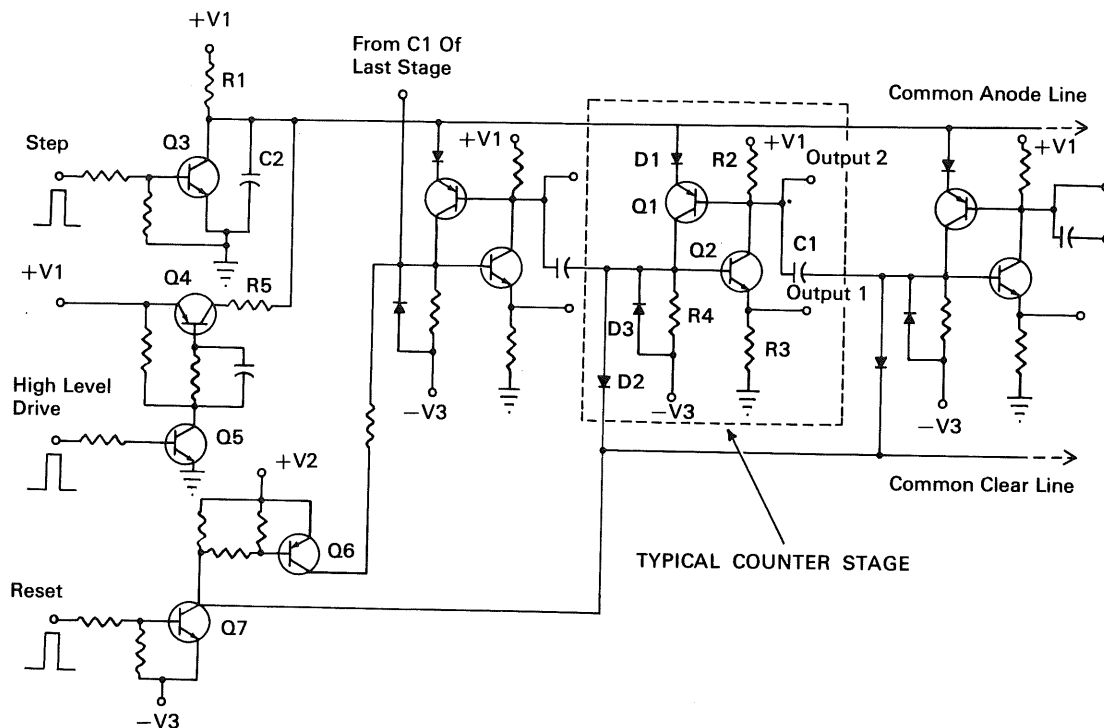 +V1
R1
From C1 Of
Last Stage
Common Anode Line
Step
Q3
C2
+V1
D1
R2
+V1
Output 2
+V1
Q1
Q2
C1
Output 1
+V1
Q4
R5
D3
R4
R3
D2
High Level
Drive
Q5
−V3
−V3
−V3
+V2
Common Clear Line
Q6
TYPICAL COUNTER STAGE
Reset
Q7
−V3